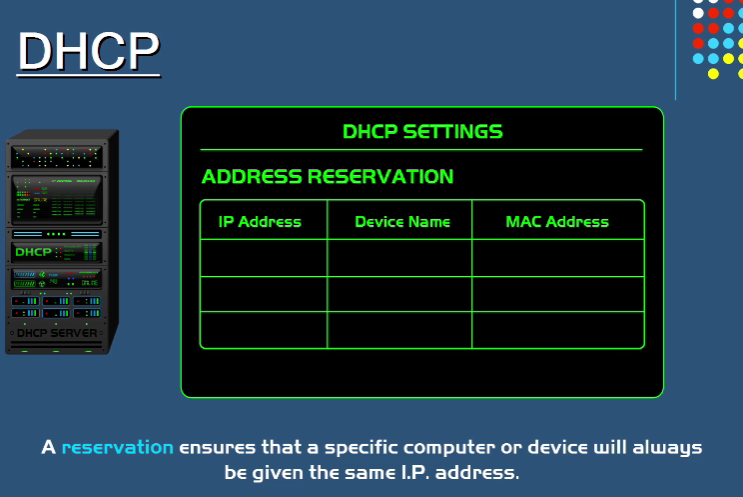 DHCP
DHCP SETTINGS
ADDRESS RESERVATION
IP Address Device Name MAC Address
DHCP
DHCP SERVER
A reservation ensures that a specific computer or device will always
be given the same I.P. address.